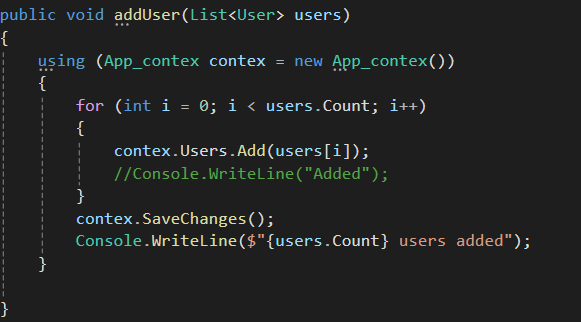 public void addUser(List<User> users)
{
using (App_contex contex = new App_contex())
{
for (int i = 0; i < users.Count; i++)
{
contex.Users.Add(users[i]);
//Console.WriteLine("Added");
}
contex.SaveChanges();
Console.WriteLine($"{users.Count} users added");
}
}